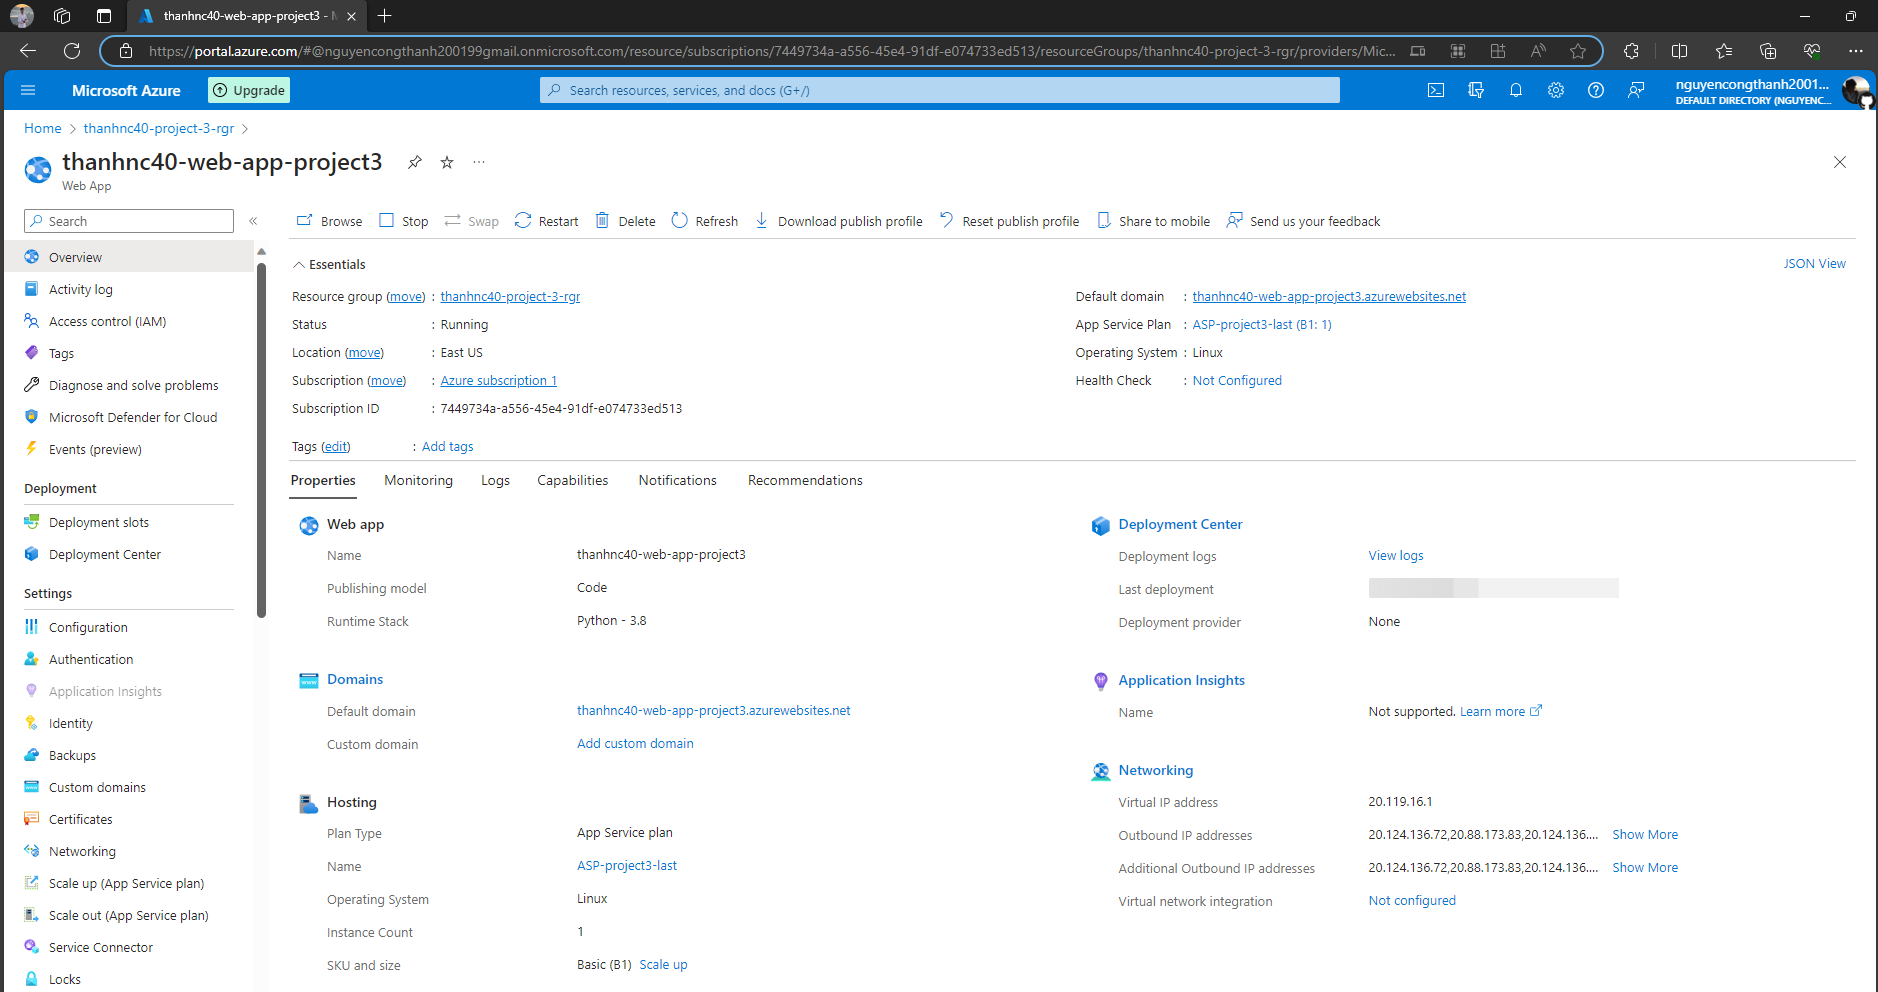 thanhnc40-web-app-project3 - M
https://portal.azure.com/#@nguyencongthanh200199gmail.onmicrosoft.com/resource/subscriptions/7449734a-a556-45e4-91df-e074733ed513/resourceGroups/thanhnc40-project-3-rgr/providers/Mic...
Microsoft Azure
Upgrade
Search resources, services, and docs (G+/)
nguyencongthanh2001...
DEFAULT DIRECTORY (NGUYENC...
Home > thanhnc40-project-3-rgr >
thanhnc40-web-app-project3
Web App
Search
Browse Stop Swap Restart Delete Refresh Download publish profile Reset publish profile Share to mobile Send us your feedback
Overview
Activity log
Access control (IAM)
Tags
Diagnose and solve problems
Microsoft Defender for Cloud
Events (preview)
Deployment
Deployment slots
Deployment Center
Settings
Configuration
Authentication
Application Insights
Identity
Backups
Custom domains
Certificates
Networking
Scale up (App Service plan)
Scale out (App Service plan)
Service Connector
Locks
Essentials
JSON View
Resource group (move) : thanhnc40-project-3-rgr
Status : Running
Location (move) : East US
Subscription (move) : Azure subscription 1
Subscription ID : 7449734a-a556-45e4-91df-e074733ed513
Default domain : thanhnc40-web-app-project3.azurewebsites.net
App Service Plan : ASP-project3-last (B1: 1)
Operating System : Linux
Health Check : Not Configured
Tags (edit) : Add tags
Properties Monitoring Logs Capabilities Notifications Recommendations
Web app
Name thanhnc40-web-app-project3
Publishing model Code
Runtime Stack Python - 3.8
Domains
Default domain thanhnc40-web-app-project3.azurewebsites.net
Custom domain Add custom domain
Hosting
Plan Type App Service plan
Name ASP-project3-last
Operating System Linux
Instance Count 1
SKU and size Basic (B1) Scale up
Deployment Center
Deployment logs View logs
Last deployment
Deployment provider None
Application Insights
Name Not supported. Learn more
Networking
Virtual IP address 20.119.16.1
Outbound IP addresses 20.124.136.72,20.88.173.83,20.124.136.... Show More
Additional Outbound IP addresses 20.124.136.72,20.88.173.83,20.124.136.... Show More
Virtual network integration Not configured